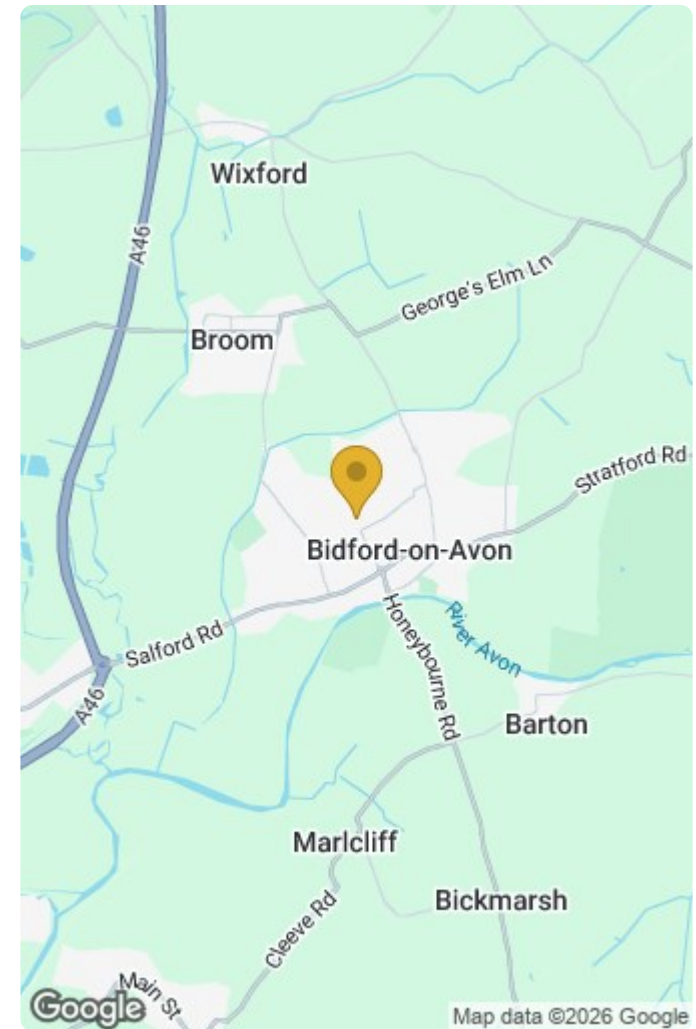 Wixford
A46
George's Elm Ln
Broom
Stratford Rd
Bidford-on-Avon
Honeybourne Rd
River Avon
Salford Rd
A46
Barton
Marlcliff
Bickmarsh
Cleeve Rd
Main St
Google
Map data ©2026 Google